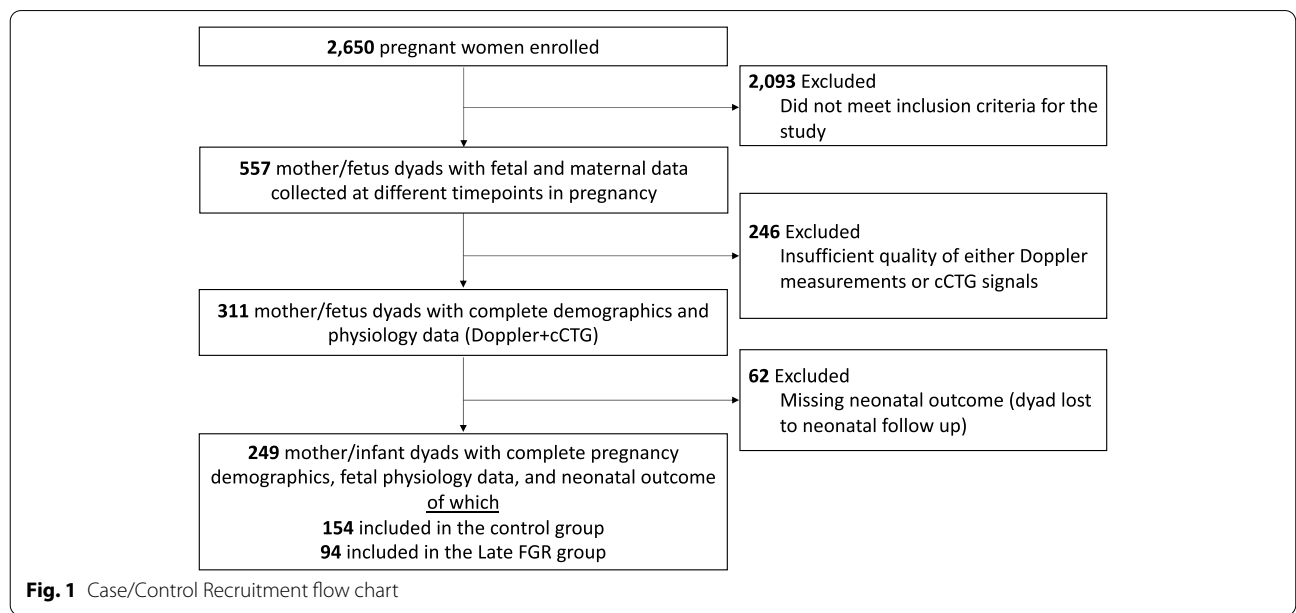 2,650 pregnant women enrolled
2,093 Excluded
Did not meet inclusion criteria for the
study
557 mother/fetus dyads with fetal and maternal data
collected at different timepoints in pregnancy
246 Excluded
Insufficient quality of either Doppler
measurements or cCTG signals
311 mother/fetus dyads with complete demographics and
physiology data (Doppler+cCTG)
62 Excluded
Missing neonatal outcome (dyad lost
to neonatal follow up)
249 mother/infant dyads with complete pregnancy
demographics, fetal physiology data, and neonatal outcome
of which
154 included in the control group
94 included in the Late FGR group
Fig. 1 Case/Control Recruitment flow chart